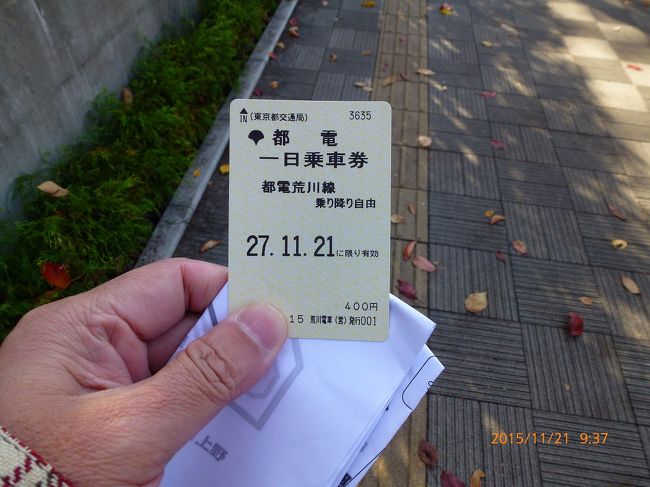 ▲IN (東京都交通局) 3635
都 電
一日乗車券
都電荒川線
乗り降り自由
27.11.21に限り有効
400円
15 荒川電車(営)発行001
上野
2015/11/21 9:37